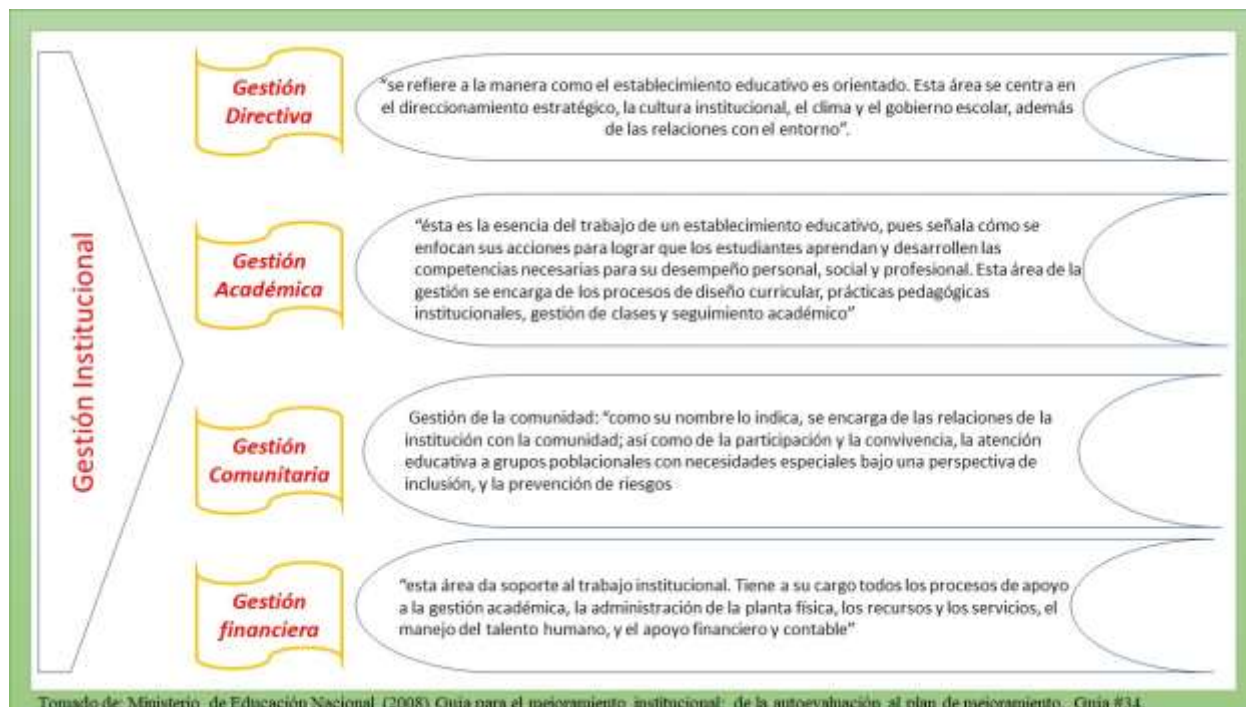 Gestión Institucional
Gestión
Directiva
"se refiere a la manera como el establecimiento educativo es orientado. Esta área se centra en
el direccionamiento estratégico, la cultura institucional, el clima y el gobierno escolar, además
de las relaciones con el entorno".
Gestión
Académica
"ésta es la esencia del trabajo de un establecimiento educativo, pues señala cómo se
enfocan sus acciones para lograr que los estudiantes aprendan y desarrollen las
competencias necesarias para su desempeño personal, social y profesional. Esta área de la
gestión se encarga de los procesos de diseño curricular, prácticas pedagógicas
institucionales, gestión de clases y seguimiento académico"
Gestión
Comunitaria
Gestión de la comunidad: "como su nombre lo indica, se encarga de las relaciones de la
institución con la comunidad; así como de la participación y la convivencia, la atención
educativa a grupos poblacionales con necesidades especiales bajo una perspectiva de
inclusión, y la prevención de riesgos
Gestión
financiera
"esta área da soporte al trabajo institucional. Tiene a su cargo todos los procesos de apoyo
a la gestión académica, la administración de la planta física, los recursos y los servicios, el
manejo del talento humano, y el apoyo financiero y contable"
Tomado de: Ministerio de Educación Nacional (2008) Guía para el mejoramiento institucional: de la autoevaluación al plan de mejoramiento. Guía #34